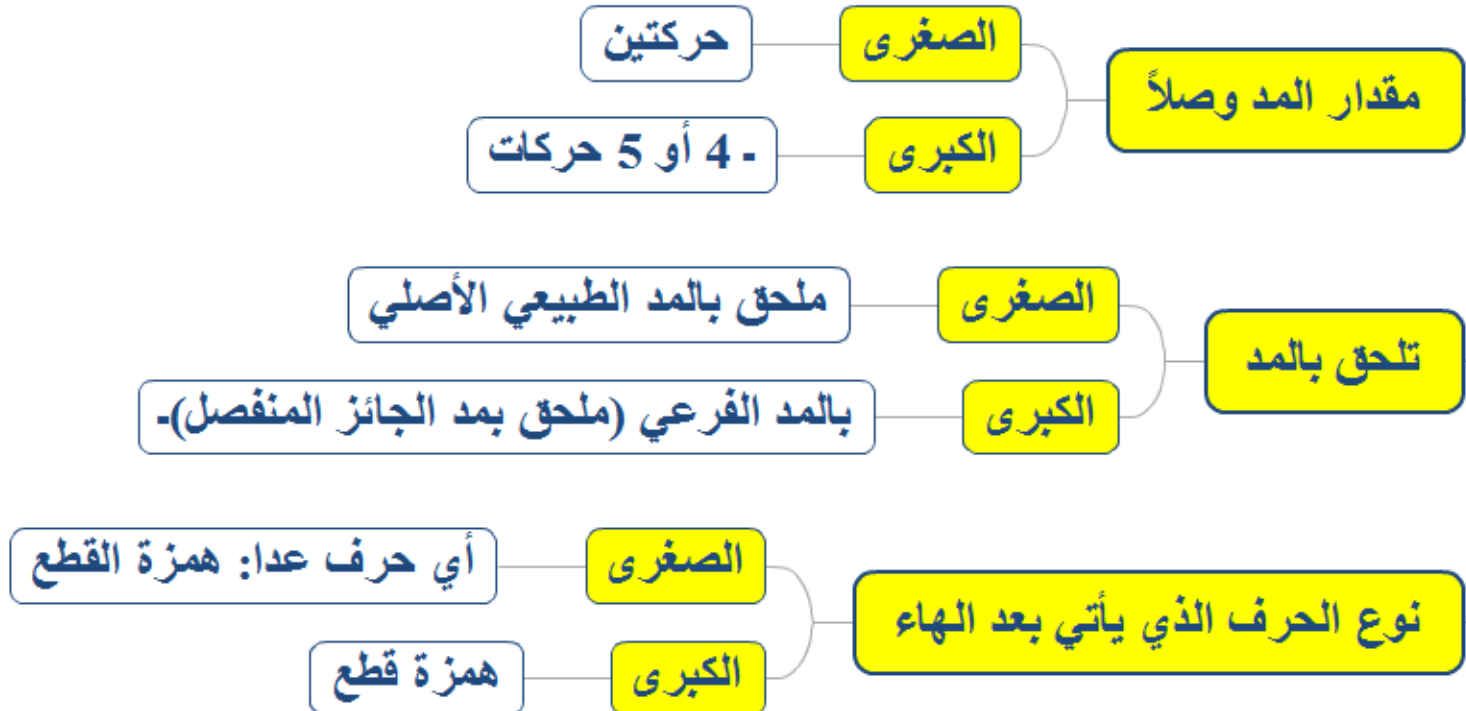 مقدار المد وصلاً
الصغرى
حركتين
الكبرى
- 4 أو 5 حركات
تلحق بالمد
الصغرى
ملحق بالمد الطبيعي الأصلي
الكبرى
بالمد الفرعي (ملحق بمد الجائز المنفصل)-
نوع الحرف الذي يأتي بعد الهاء
الصغرى
أي حرف عدا: همزة القطع
الكبرى
همزة قطع